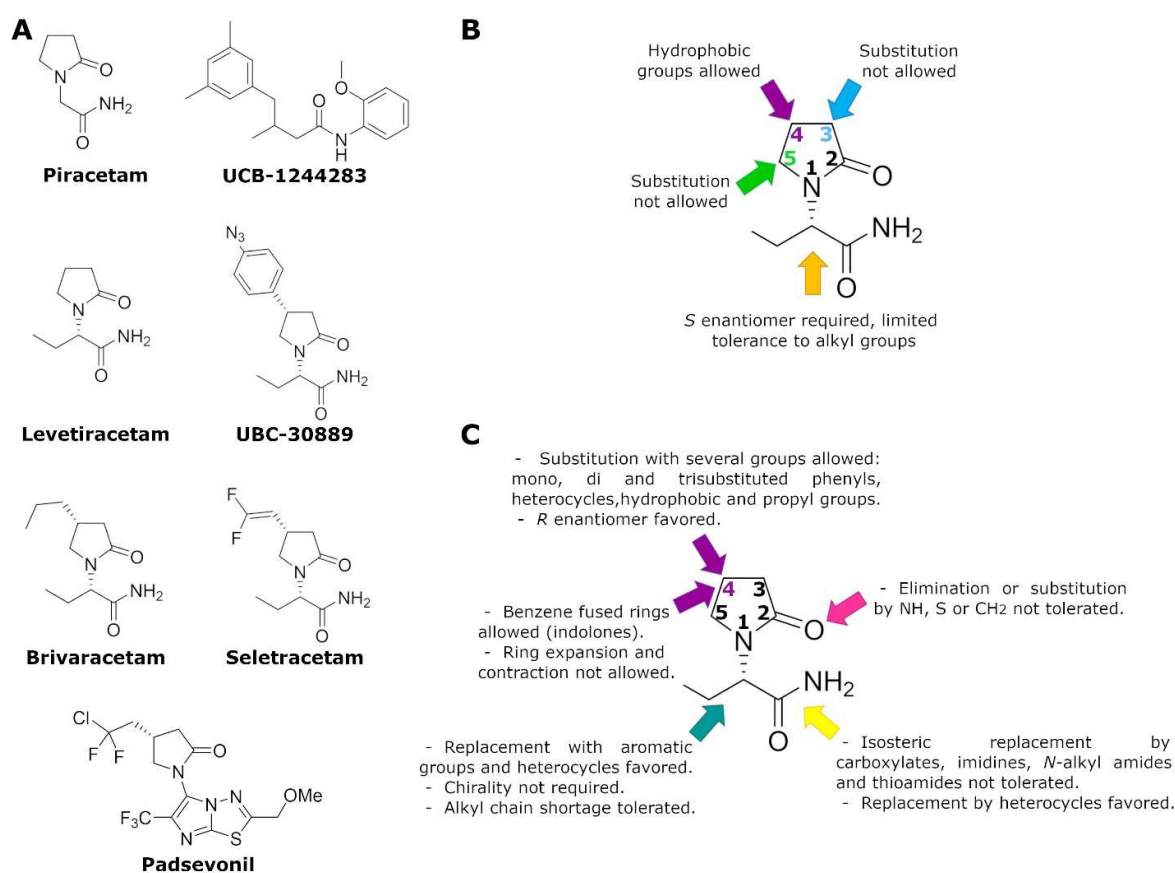 A
O
N
NH2
O
Piracetam
O
O
N
H
UCB-1244283
O
N
NH2
O
Levetiracetam
N3
O
N
NH2
O
UBC-30889
O
N
NH2
O
Brivaracetam
F
F
O
N
NH2
O
Seletracetam
Cl
F
F
O
N
N
N
OMe
F3C
N
S
Padsevonil
B
Hydrophobic
groups allowed
Substitution
not allowed
4
3
5
1
2
Substitution
not allowed
N
O
NH2
O
S enantiomer required, limited
tolerance to alkyl groups
C
- Substitution with several groups allowed:
mono, di and trisubstituted phenyls,
heterocycles,hydrophobic and propyl groups.
- R enantiomer favored.
4
3
5
1
2
N
O
NH2
O
- Elimination or substitution
by NH, S or CH2 not tolerated.
- Benzene fused rings
allowed (indolones).
- Ring expansion and
contraction not allowed.
- Replacement with aromatic
groups and heterocycles favored.
- Chirality not required.
- Alkyl chain shortage tolerated.
- Isosteric replacement by
carboxylates, imidines, N-alkyl amides
and thioamides not tolerated.
- Replacement by heterocycles favored.